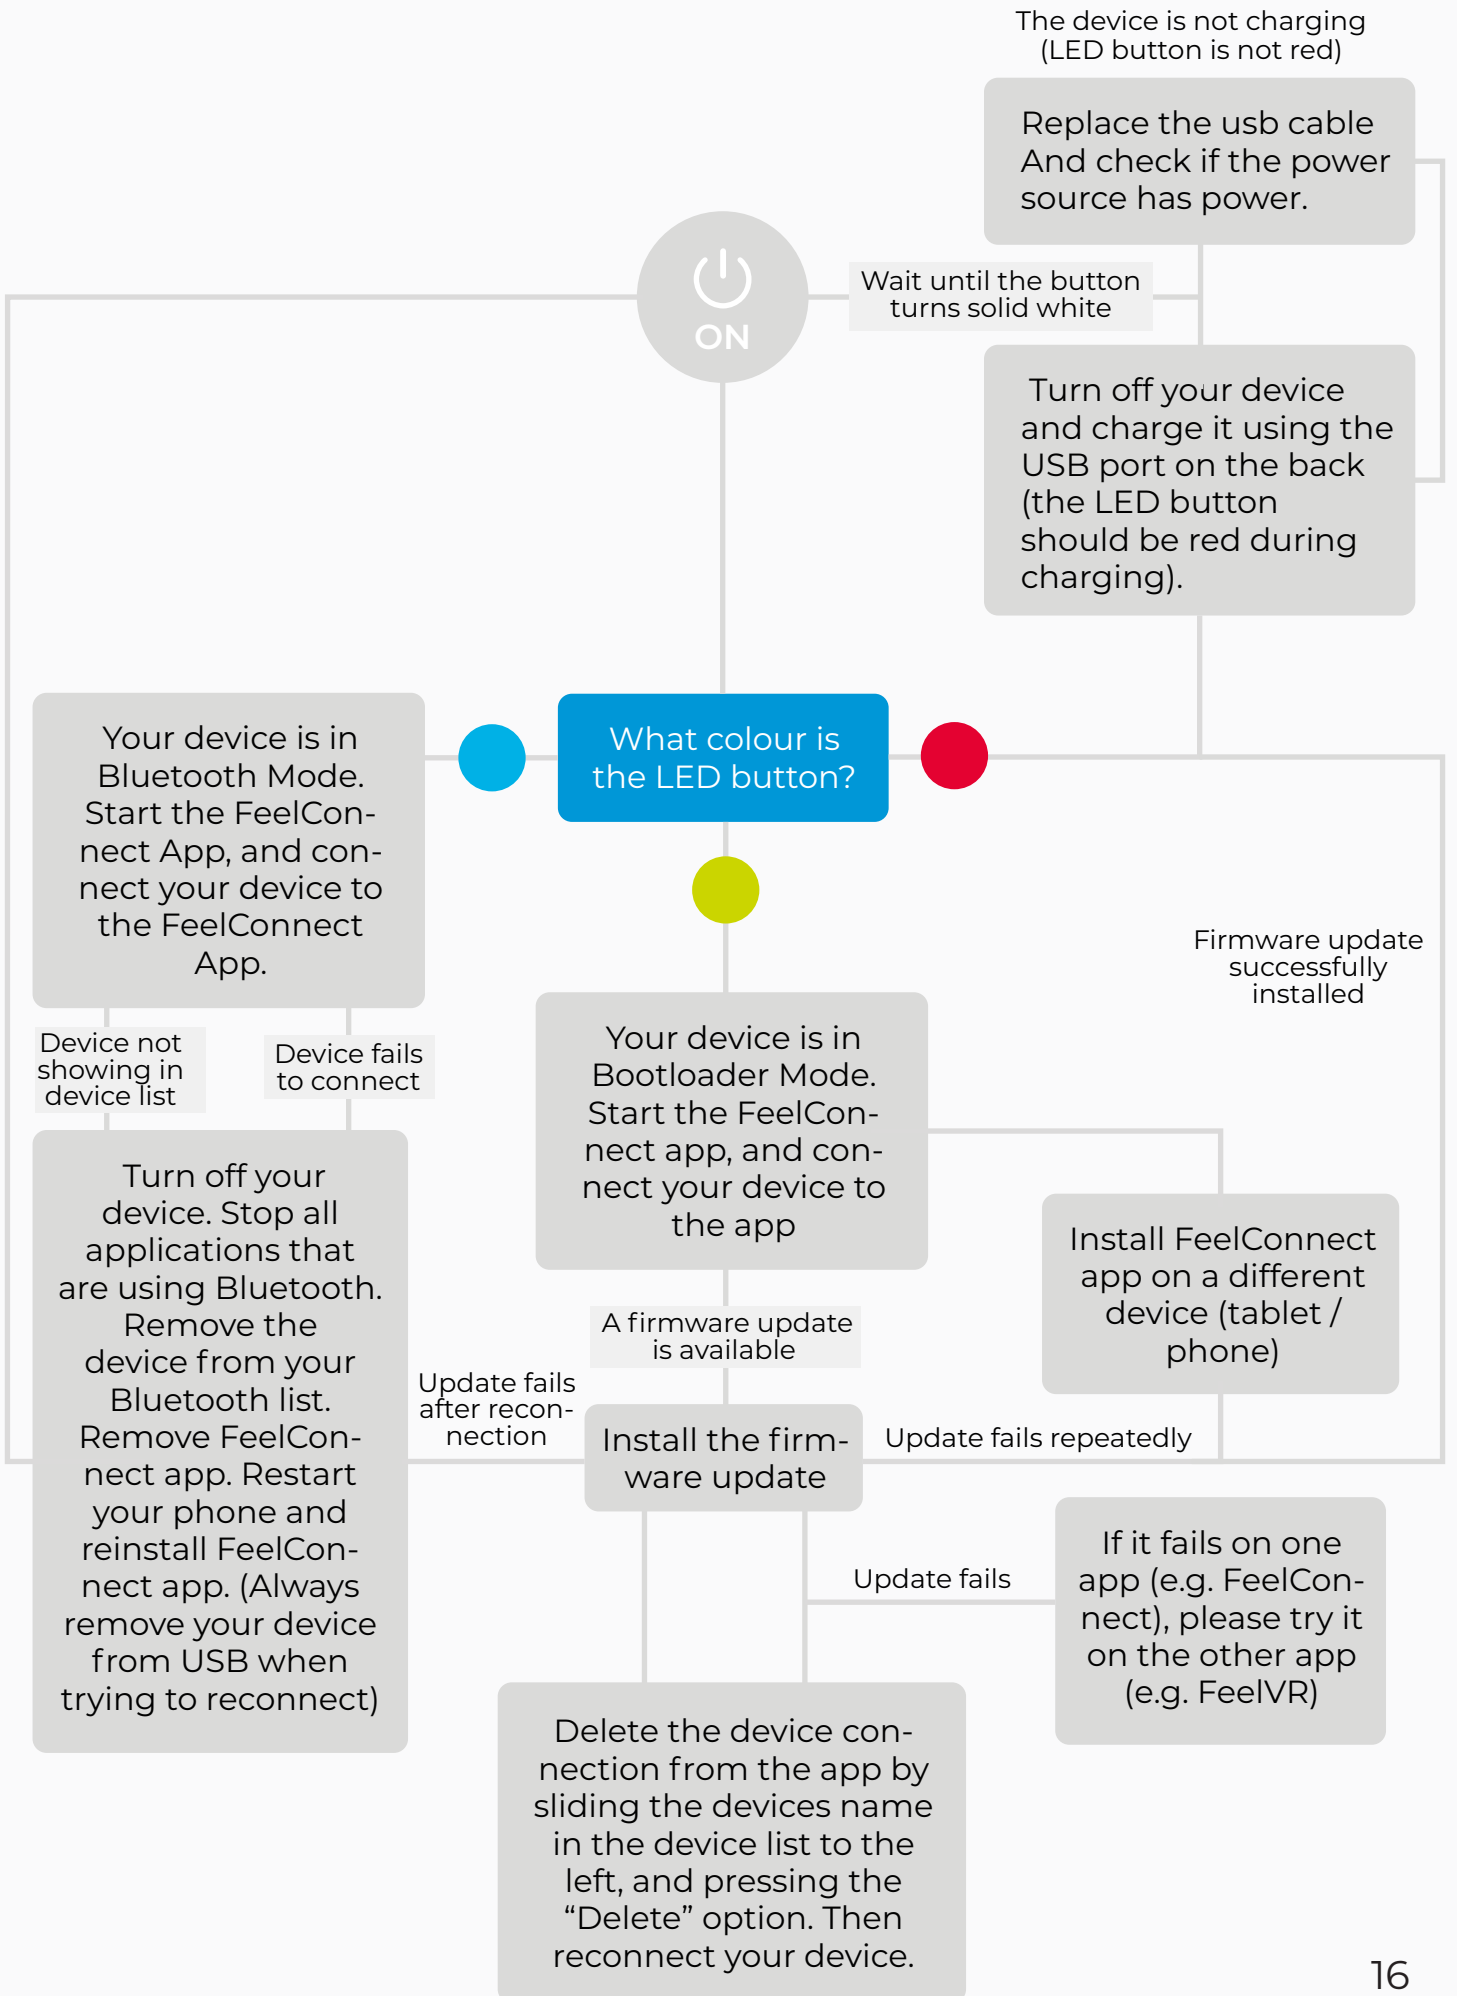 The device is not charging
(LED button is not red)
Replace the usb cable
And check if the power
source has power.
ON
Wait until the button
turns solid white
Turn off your device
and charge it using the
USB port on the back
(the LED button
should be red during
charging).
What colour is
the LED button?
Your device is in
Bluetooth Mode.
Start the FeelCon-
nect App, and con-
nect your device to
the FeelConnect
App.
Device not
showing in
device list
Device fails
to connect
Turn off your
device. Stop all
applications that
are using Bluetooth.
Remove the
device from your
Bluetooth list.
Remove FeelCon-
nect app. Restart
your phone and
reinstall FeelCon-
nect app. (Always
remove your device
from USB when
trying to reconnect)
Your device is in
Bootloader Mode.
Start the FeelCon-
nect app, and con-
nect your device to
the app
A firmware update
is available
Firmware update
successfully
installed
Install FeelConnect
app on a different
device (tablet /
phone)
Update fails
after recon-
nection
Install the firm-
ware update
Update fails repeatedly
Update fails
If it fails on one
app (e.g. FeelCon-
nect), please try it
on the other app
(e.g. FeelVR)
Delete the device con-
nection from the app by
sliding the devices name
in the device list to the
left, and pressing the
“Delete” option. Then
reconnect your device.
16